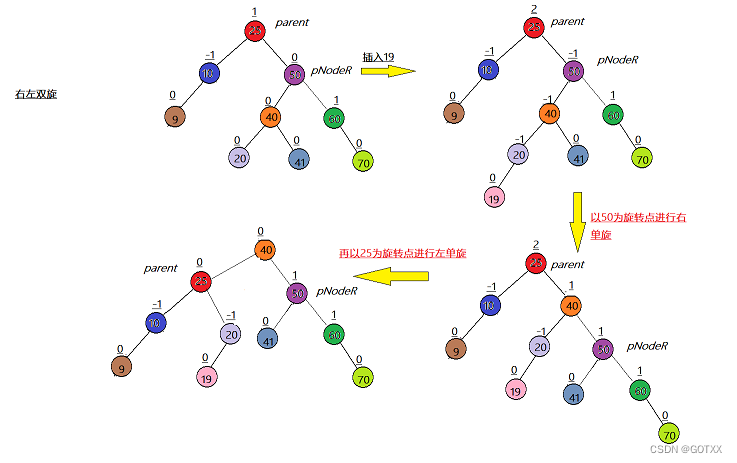 右左双旋
1
25 parent
-1 0
10 50 pNodeR
0 0 1
9 40 60
0 0 0
20 41 70
插入19
2
25 parent
-1 -1
10 50 pNodeR
0 -1 1
9 40 60
-1 0 0
20 41 70
0
19
以50为旋转点进行右
单旋
2
25 parent
-1 1
10 40
0 -1 1
9 20 50 pNodeR
0 0 1
19 41 60
0
70
再以25为旋转点进行左单旋
0
40
parent 0 1
25 50 pNodeR
-1 -1 0 1
10 20 41 60
0 0 0
9 19 70
CSDN @GOTXX